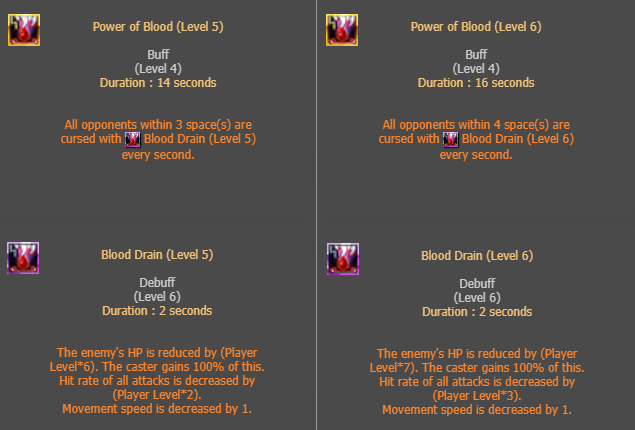 Power of Blood (Level 5)
Buff
(Level 4)
Duration : 14 seconds
All opponents within 3 space(s) are
cursed with Blood Drain (Level 5)
every second.
Power of Blood (Level 6)
Buff
(Level 4)
Duration : 16 seconds
All opponents within 4 space(s) are
cursed with Blood Drain (Level 6)
every second.
Blood Drain (Level 5)
Debuff
(Level 6)
Duration : 2 seconds
The enemy's HP is reduced by (Player
Level*6). The caster gains 100% of this.
Hit rate of all attacks is decreased by
(Player Level*2).
Movement speed is decreased by 1.
Blood Drain (Level 6)
Debuff
(Level 6)
Duration : 2 seconds
The enemy's HP is reduced by (Player
Level*7). The caster gains 100% of this.
Hit rate of all attacks is decreased by
(Player Level*3).
Movement speed is decreased by 1.